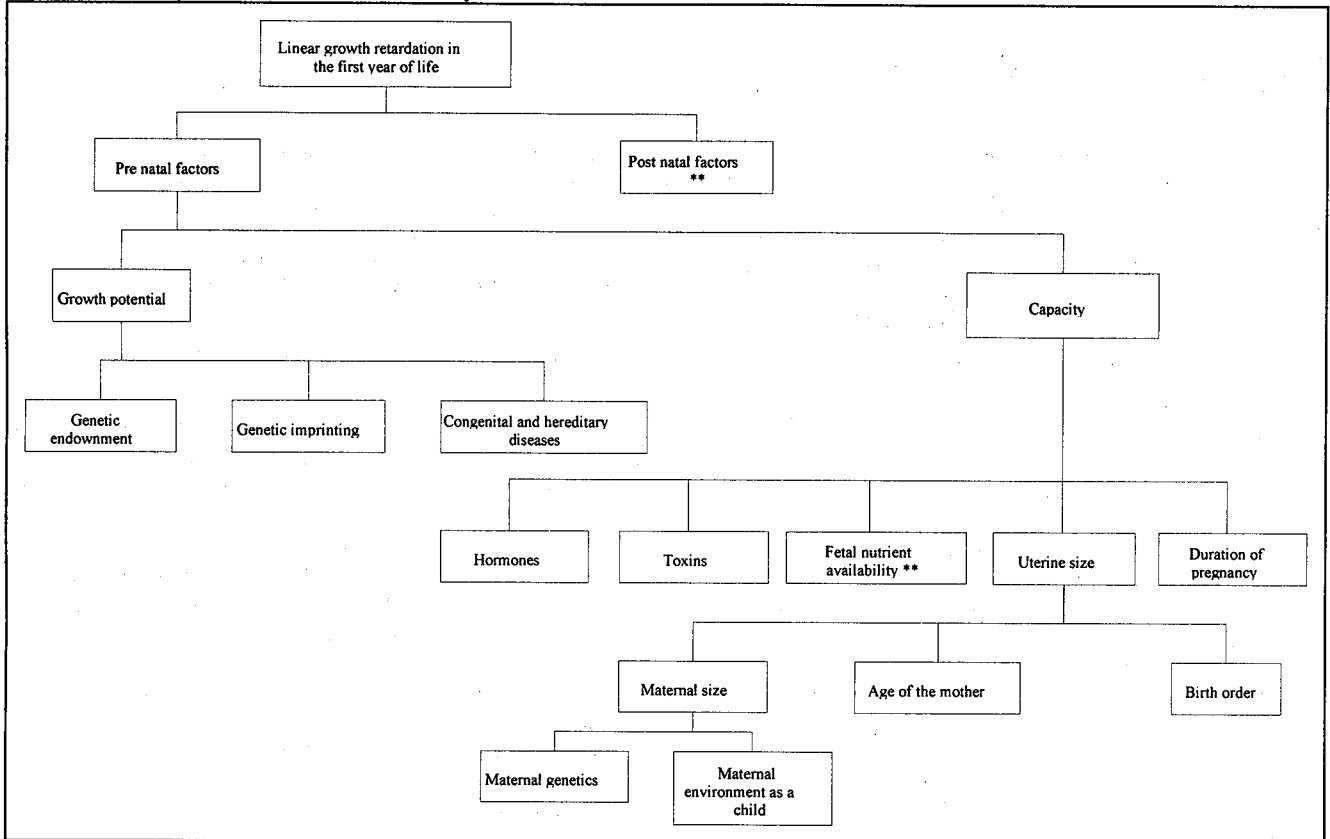 Linear growth retardation in
the first year of life
Pre natal factors
Post natal factors
**
Growth potential
Capacity
Genetic
endownment
Genetic imprinting
Congenital and hereditary
diseases
Hormones
Toxins
Fetal nutrient
availability **
Uterine size
Duration of
pregnancy
Maternal size
Age of the mother
Birth order
Maternal genetics
Maternal
environment as a
child